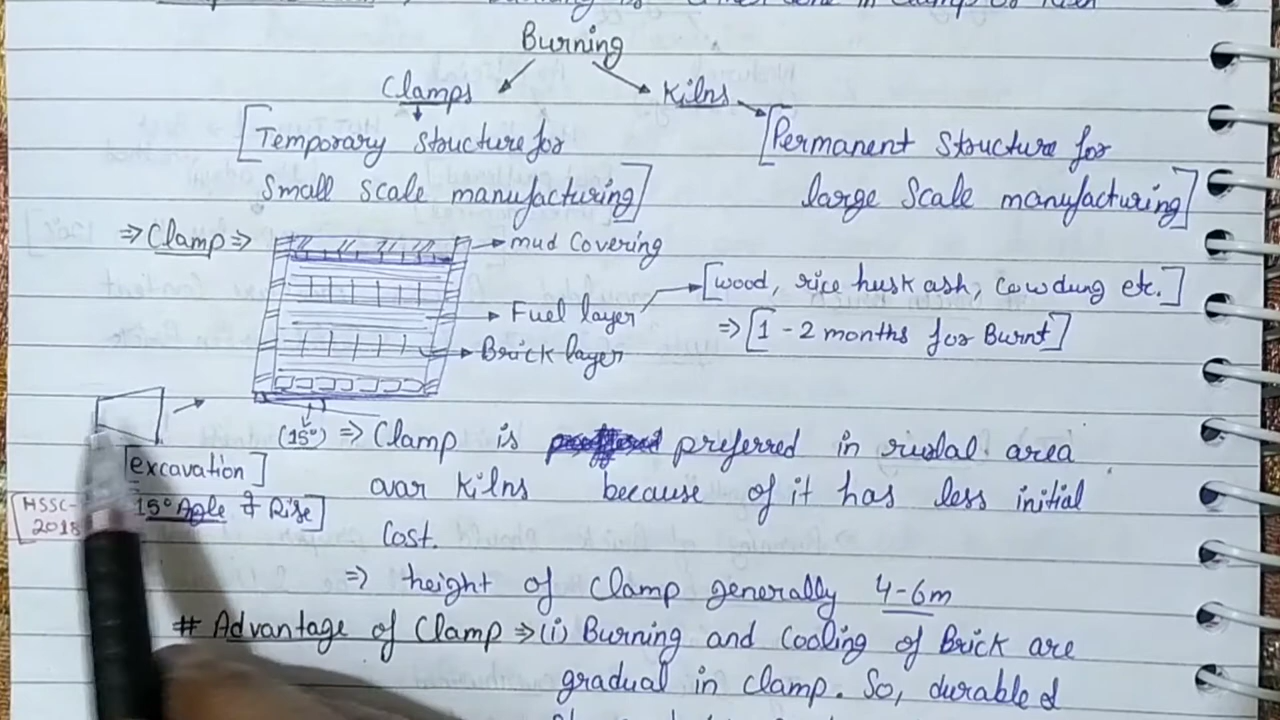 Burning
Clamps Kilns
[Temporary structure for [Permanent structure for
small scale manufacturing] large scale manufacturing]
⇒ Clamp ⇒ → mud Covering
→ Fuel layer → [wood, rice husk ash, cowdung etc.]
→ Brick layer ⇒ [1 - 2 months for Burnt]
(15°) ⇒ Clamp is preferred in rural area
[excavation] over Kilns because of it has less initial
[HSSC- 2018 15° Agle & Rise] cost.
⇒ height of Clamp generally 4-6m
# Advantage of Clamp ⇒ (i) Burning and cooling of Brick are
gradual in clamp. So, durable &